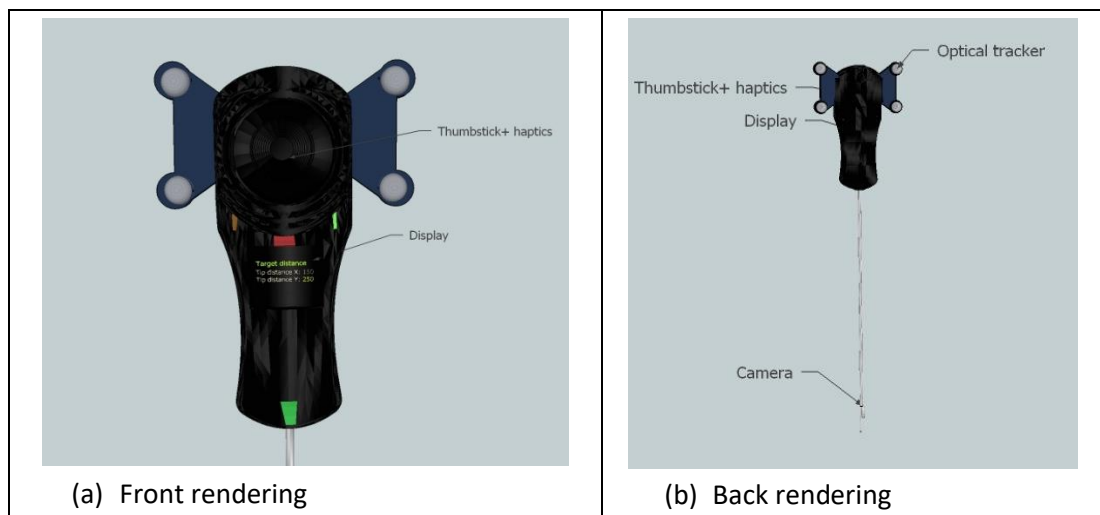 Thumbstick+ haptics
Display
Target distance
Tip distance X: 150
Tip distance Y: 250
(a) Front rendering
Optical tracker
Thumbstick+ haptics
Display
Camera
(b) Back rendering